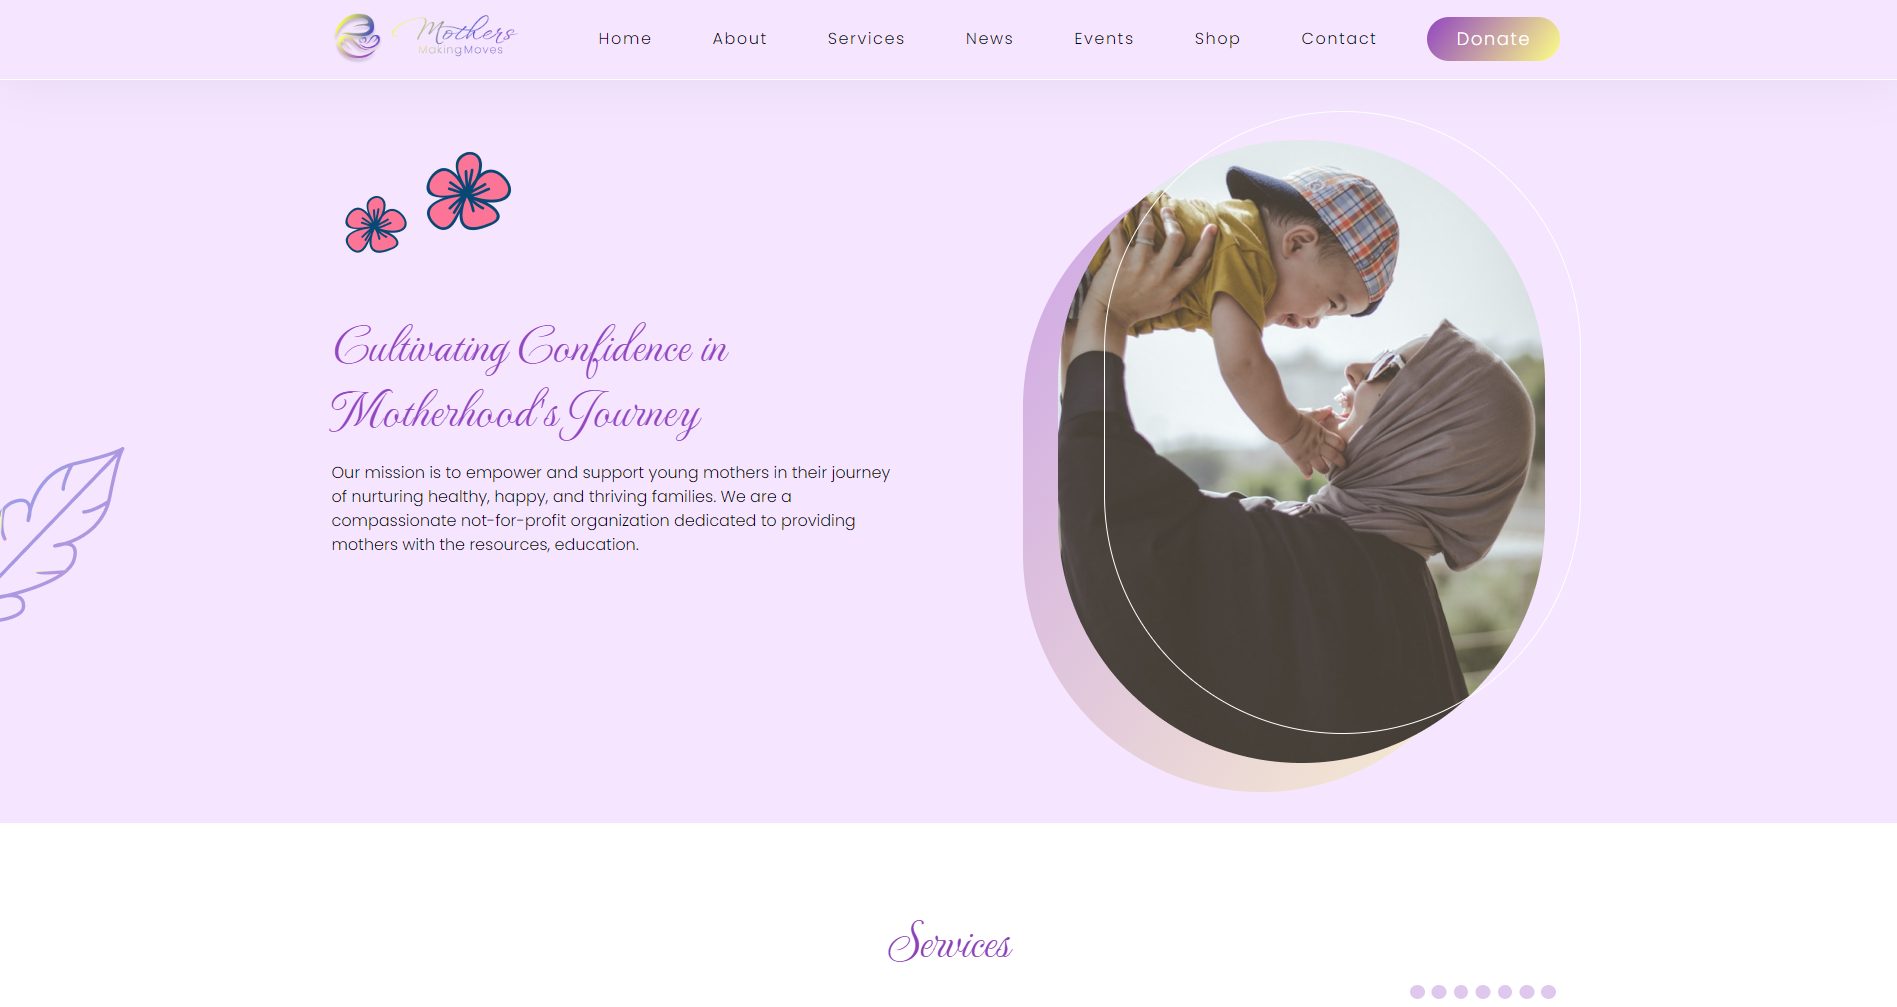 Mothers
Making Moves
Home
About
Services
News
Events
Shop
Contact
Donate
Cultivating Confidence in
Motherhood's Journey
Our mission is to empower and support young mothers in their journey
of nurturing healthy, happy, and thriving families. We are a
compassionate not-for-profit organization dedicated to providing
mothers with the resources, education.
Services